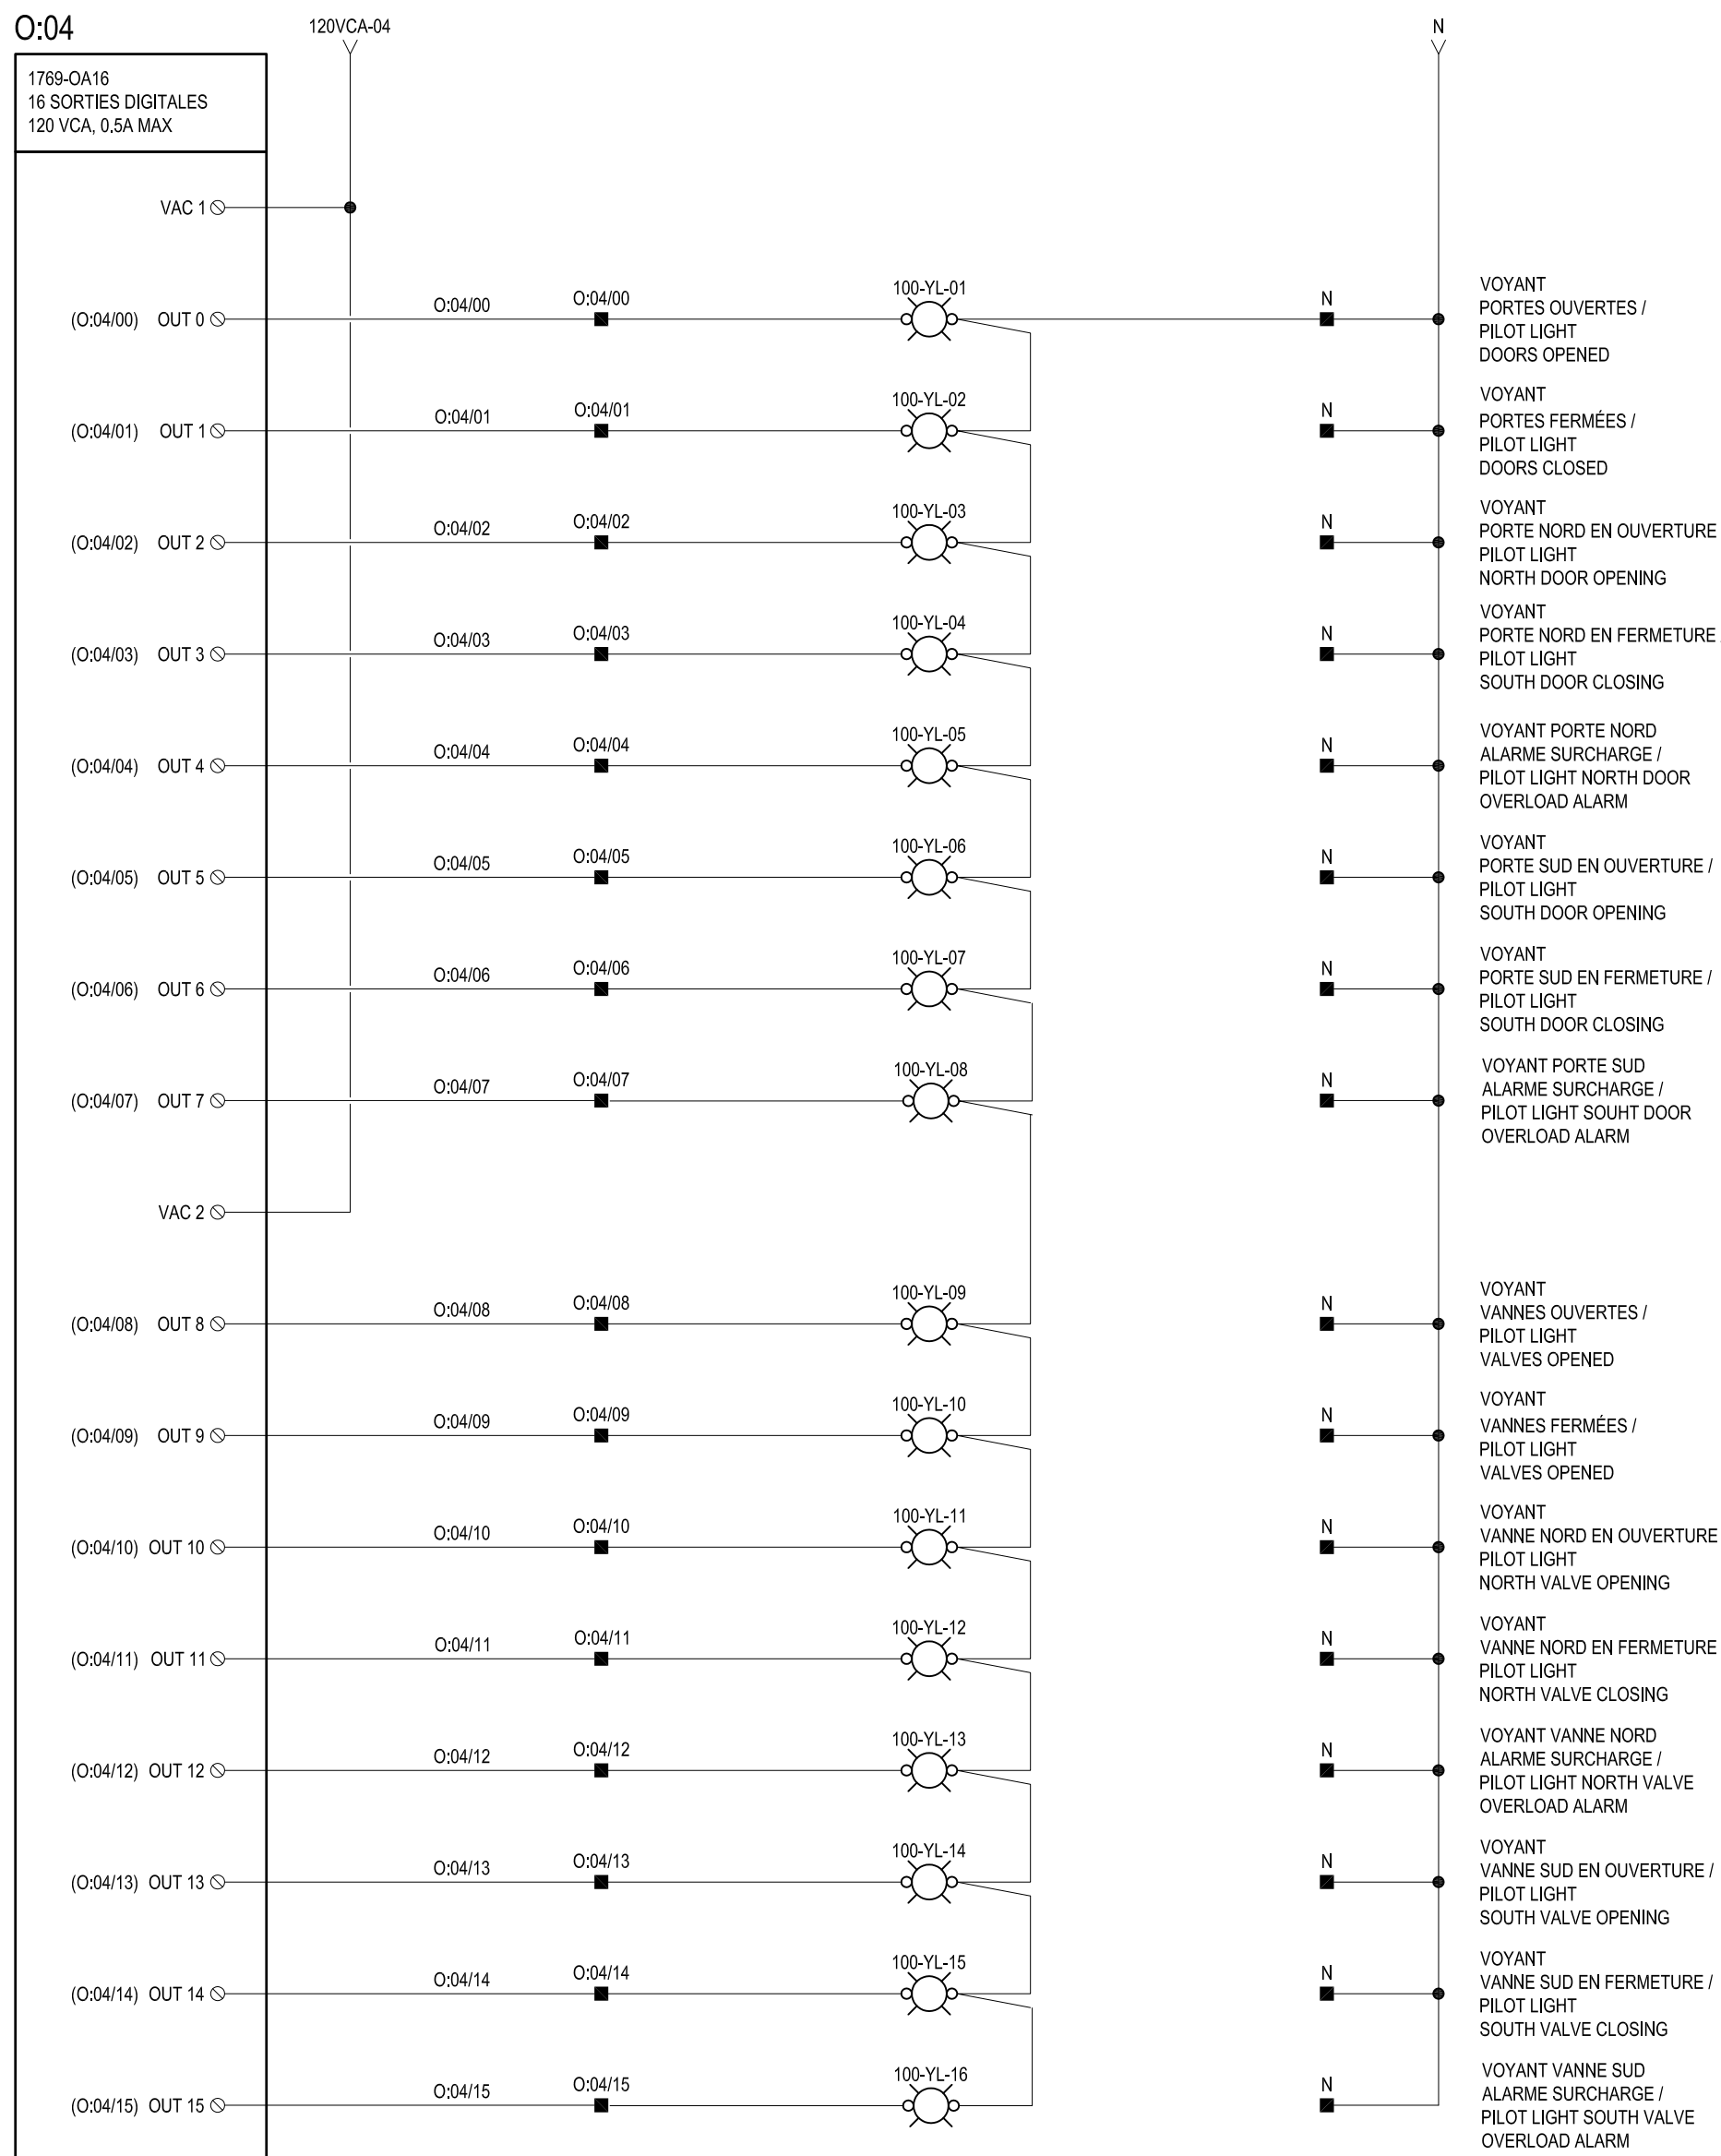 O:04
120VCA-04
N
1769-OA16
16 SORTIES DIGITALES
120 VCA, 0.5A MAX
VAC 1
(O:04/00) OUT 0 O:04/00 O:04/00 100-YL-01 N
VOYANT
PORTES OUVERTES /
PILOT LIGHT
DOORS OPENED
(O:04/01) OUT 1 O:04/01 O:04/01 100-YL-02 N
VOYANT
PORTES FERMÉES /
PILOT LIGHT
DOORS CLOSED
(O:04/02) OUT 2 O:04/02 O:04/02 100-YL-03 N
VOYANT
PORTE NORD EN OUVERTURE
PILOT LIGHT
NORTH DOOR OPENING
(O:04/03) OUT 3 O:04/03 O:04/03 100-YL-04 N
VOYANT
PORTE NORD EN FERMETURE
PILOT LIGHT
SOUTH DOOR CLOSING
(O:04/04) OUT 4 O:04/04 O:04/04 100-YL-05 N
VOYANT PORTE NORD
ALARME SURCHARGE /
PILOT LIGHT NORTH DOOR
OVERLOAD ALARM
(O:04/05) OUT 5 O:04/05 O:04/05 100-YL-06 N
VOYANT
PORTE SUD EN OUVERTURE /
PILOT LIGHT
SOUTH DOOR OPENING
(O:04/06) OUT 6 O:04/06 O:04/06 100-YL-07 N
VOYANT
PORTE SUD EN FERMETURE /
PILOT LIGHT
SOUTH DOOR CLOSING
(O:04/07) OUT 7 O:04/07 O:04/07 100-YL-08 N
VOYANT PORTE SUD
ALARME SURCHARGE /
PILOT LIGHT SOUHT DOOR
OVERLOAD ALARM
VAC 2
(O:04/08) OUT 8 O:04/08 O:04/08 100-YL-09 N
VOYANT
VANNES OUVERTES /
PILOT LIGHT
VALVES OPENED
(O:04/09) OUT 9 O:04/09 O:04/09 100-YL-10 N
VOYANT
VANNES FERMÉES /
PILOT LIGHT
VALVES OPENED
(O:04/10) OUT 10 O:04/10 O:04/10 100-YL-11 N
VOYANT
VANNE NORD EN OUVERTURE
PILOT LIGHT
NORTH VALVE OPENING
(O:04/11) OUT 11 O:04/11 O:04/11 100-YL-12 N
VOYANT
VANNE NORD EN FERMETURE
PILOT LIGHT
NORTH VALVE CLOSING
(O:04/12) OUT 12 O:04/12 O:04/12 100-YL-13 N
VOYANT VANNE NORD
ALARME SURCHARGE /
PILOT LIGHT NORTH VALVE
OVERLOAD ALARM
(O:04/13) OUT 13 O:04/13 O:04/13 100-YL-14 N
VOYANT
VANNE SUD EN OUVERTURE /
PILOT LIGHT
SOUTH VALVE OPENING
(O:04/14) OUT 14 O:04/14 O:04/14 100-YL-15 N
VOYANT
VANNE SUD EN FERMETURE /
PILOT LIGHT
SOUTH VALVE CLOSING
(O:04/15) OUT 15 O:04/15 O:04/15 100-YL-16 N
VOYANT VANNE SUD
ALARME SURCHARGE /
PILOT LIGHT SOUTH VALVE
OVERLOAD ALARM